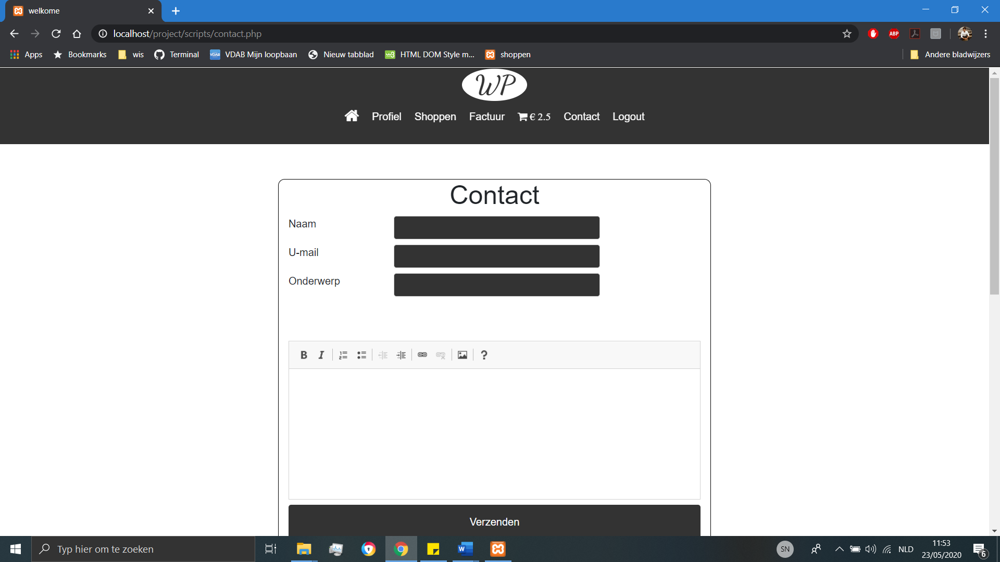 welkome
localhost/project/scripts/contact.php
ABP
Apps Bookmarks wis Terminal VDAB Mijn loopbaan Nieuw tabblad HTML DOM Style m... shoppen Andere bladwijzers
WP
Profiel Shoppen Factuur € 2.5 Contact Logout
Contact
Naam
U-mail
Onderwerp
B I ?
Verzenden
Typ hier om te zoeken
SN
NLD
11:53
23/05/2020
6